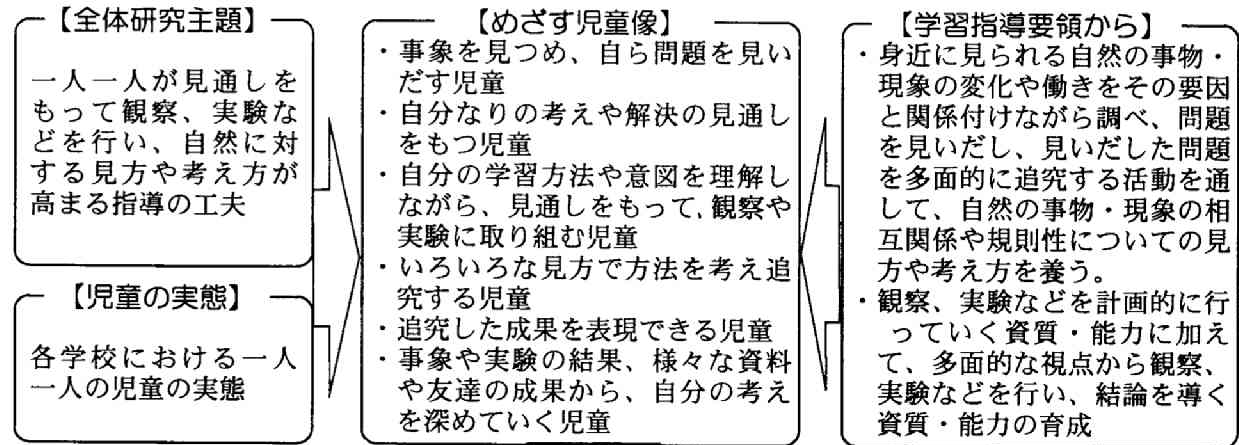 【全体研究主題】
一人一人が見通しを
もって観察、実験な
どを行い、自然に対
する見方や考え方が
高まる指導の工夫
【児童の実態】
各学校における一人
一人の児童の実態
【めざす児童像】
・事象を見つめ、自ら問題を見い
だす児童
・自分なりの考えや解決の見通し
をもつ児童
・自分の学習方法や意図を理解し
ながら、見通しをもって、観察や
実験に取り組む児童
・いろいろな見方で方法を考え追
究する児童
・追究した成果を表現できる児童
・事象や実験の結果、様々な資料
や友達の成果から、自分の考え
を深めていく児童
【学習指導要領から】
・身近に見られる自然の事物・
現象の変化や働きをその要因
と関係付けながら調べ、問題
を見いだし、見いだした問題
を多面的に追究する活動を通
して、自然の事物・現象の相
互関係や規則性についての見
方や考え方を養う。
・観察、実験などを計画的に行
っていく資質・能力に加え
て、多面的な視点から観察、
実験などを行い、結論を導く
資質・能力の育成